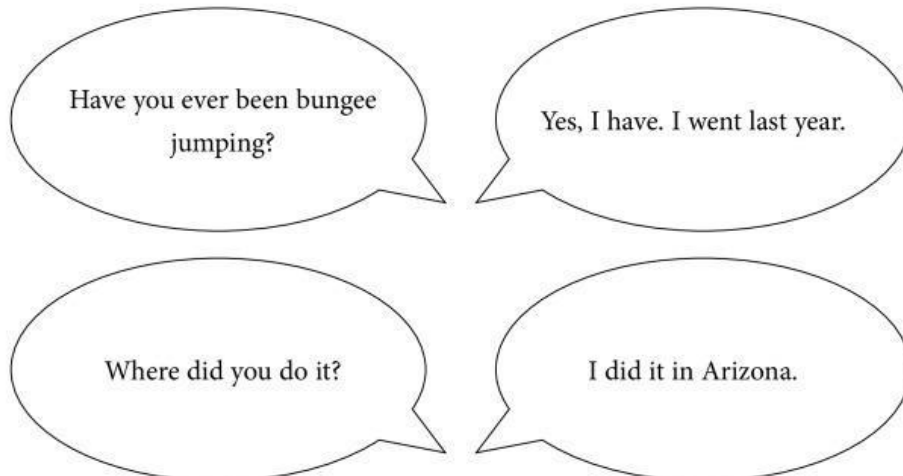 Have you ever been bungee
jumping?
Yes, I have. I went last year.
Where did you do it?
I did it in Arizona.